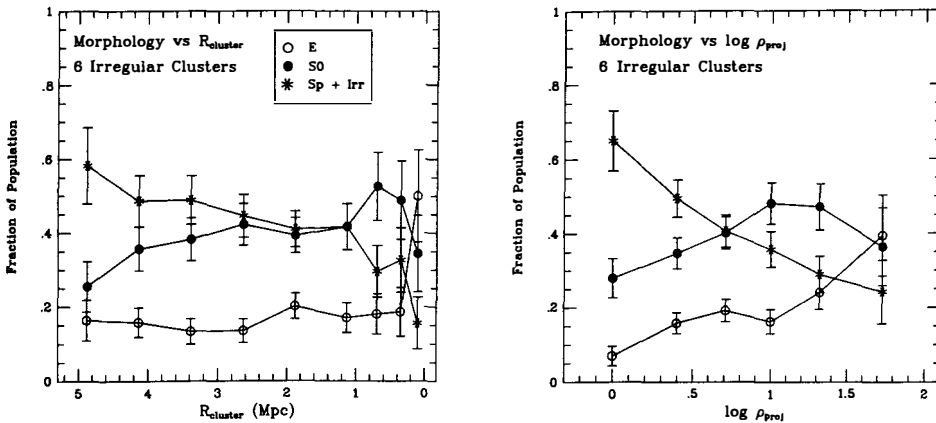 Morphology vs R_cluster
6 Irregular Clusters
E
S0
Sp + Irr
Fraction of Population
1
.8
.6
.4
.2
0
5 4 3 2 1 0
R_cluster (Mpc)
Morphology vs log ρ_proj
6 Irregular Clusters
Fraction of Population
1
.8
.6
.4
.2
0
0 .5 1 1.5 2
log ρ_proj